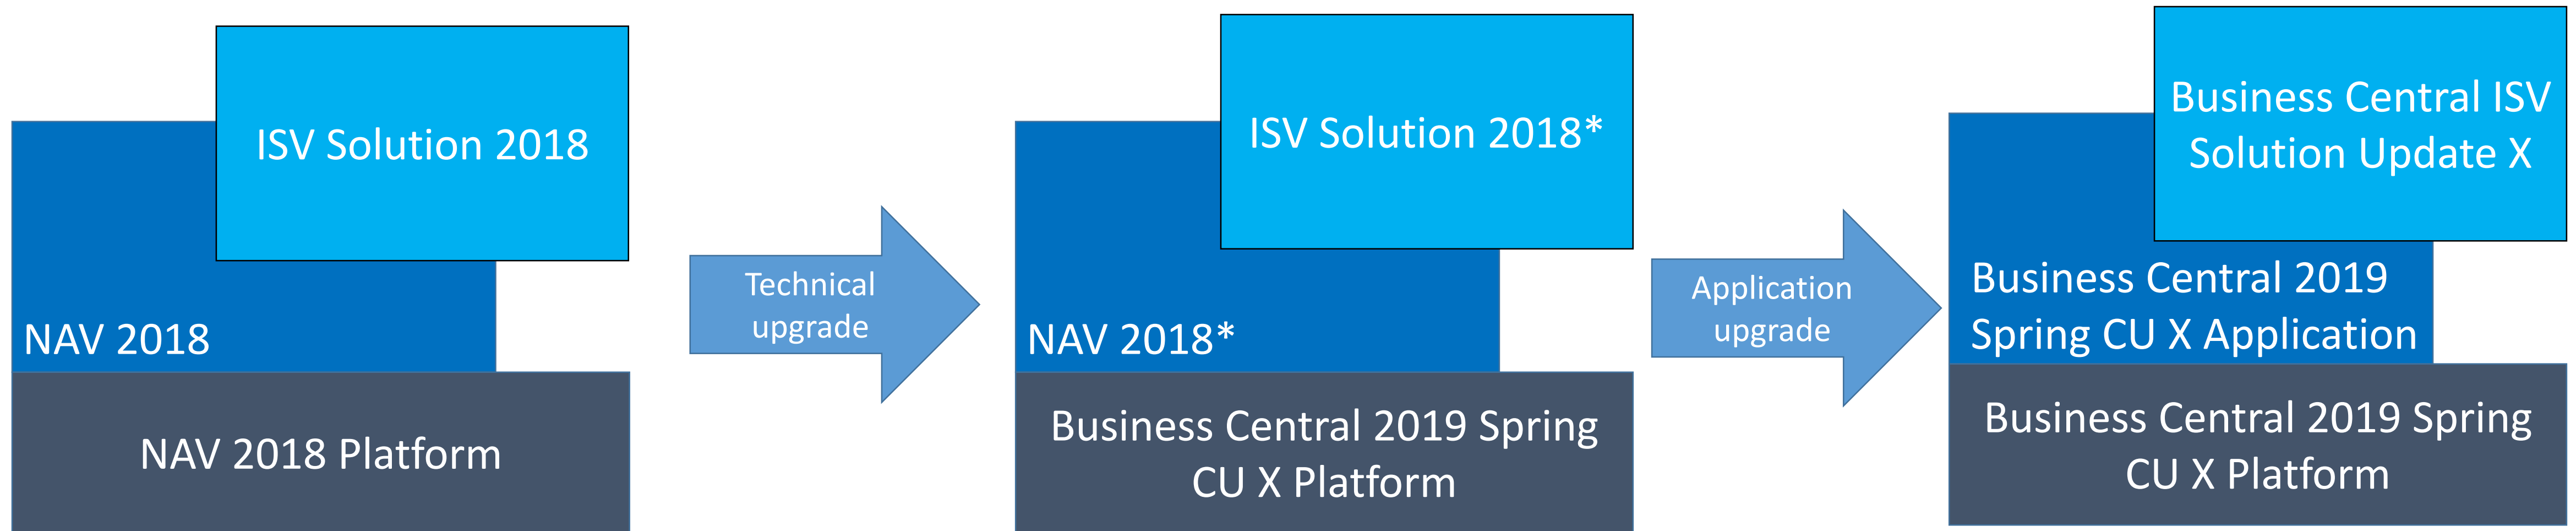 ISV Solution 2018
NAV 2018
NAV 2018 Platform
Technical
upgrade
ISV Solution 2018*
NAV 2018*
Business Central 2019 Spring
CU X Platform
Application
upgrade
Business Central ISV
Solution Update X
Business Central 2019
Spring CU X Application
Business Central 2019 Spring
CU X Platform